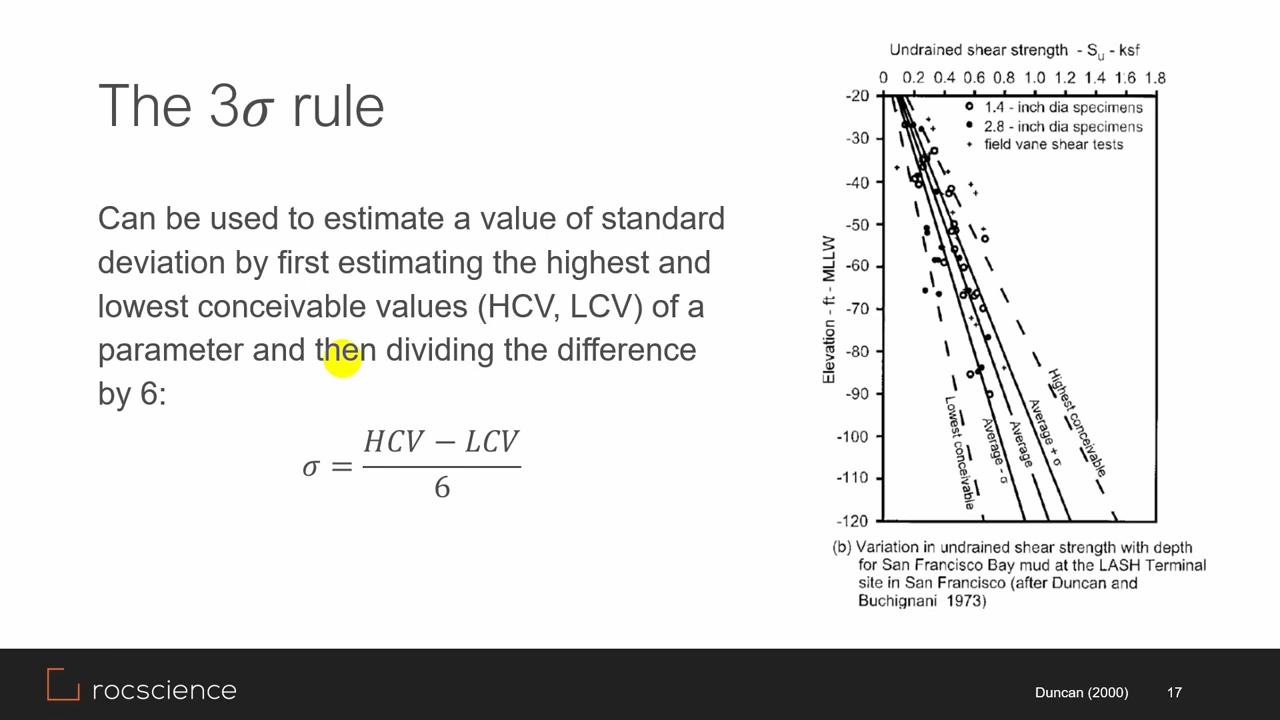 The 3σ rule
Can be used to estimate a value of standard
deviation by first estimating the highest and
lowest conceivable values (HCV, LCV) of a
parameter and then dividing the difference
by 6:
σ = (HCV − LCV) / 6
Undrained shear strength - Su - ksf
0 0.2 0.4 0.6 0.8 1.0 1.2 1.4 1.6 1.8
1.4 - inch dia specimens
2.8 - inch dia specimens
field vane shear tests
Elevation - ft - MLLW
-20
-30
-40
-50
-60
-70
-80
-90
-100
-110
-120
Lowest conceivable
Average - σ
Average
Average + σ
Highest conceivable
(b) Variation in undrained shear strength with depth
for San Francisco Bay mud at the LASH Terminal
site in San Francisco (after Duncan and
Buchignani 1973)
rocscience
Duncan (2000)
17